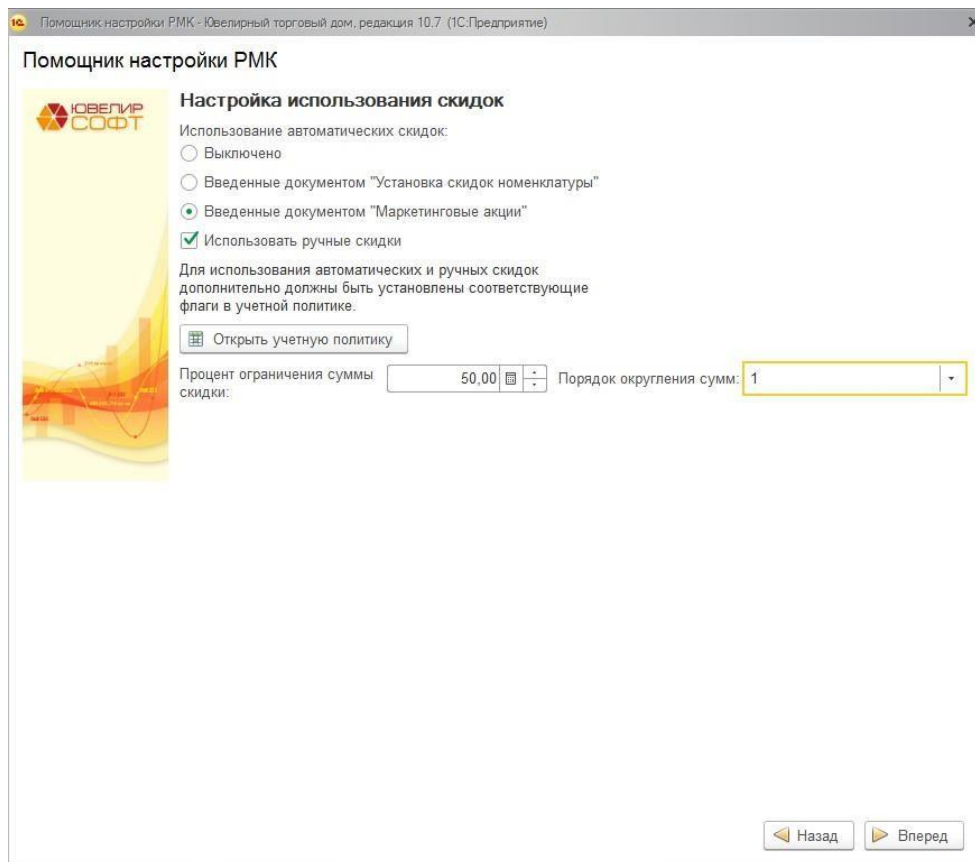 Помощник настройки РМК - Ювелирный торговый дом, редакция 10.7 (1С:Предприятие)
Помощник настройки РМК
ЮВЕЛИР
СОФТ
Настройка использования скидок
Использование автоматических скидок:
Выключено
Введенные документом "Установка скидок номенклатуры"
Введенные документом "Маркетинговые акции"
Использовать ручные скидки
Для использования автоматических и ручных скидок
дополнительно должны быть установлены соответствующие
флаги в учетной политике.
Открыть учетную политику
Процент ограничения суммы
скидки:
50,00
Порядок округления сумм:
1
Назад
Вперед